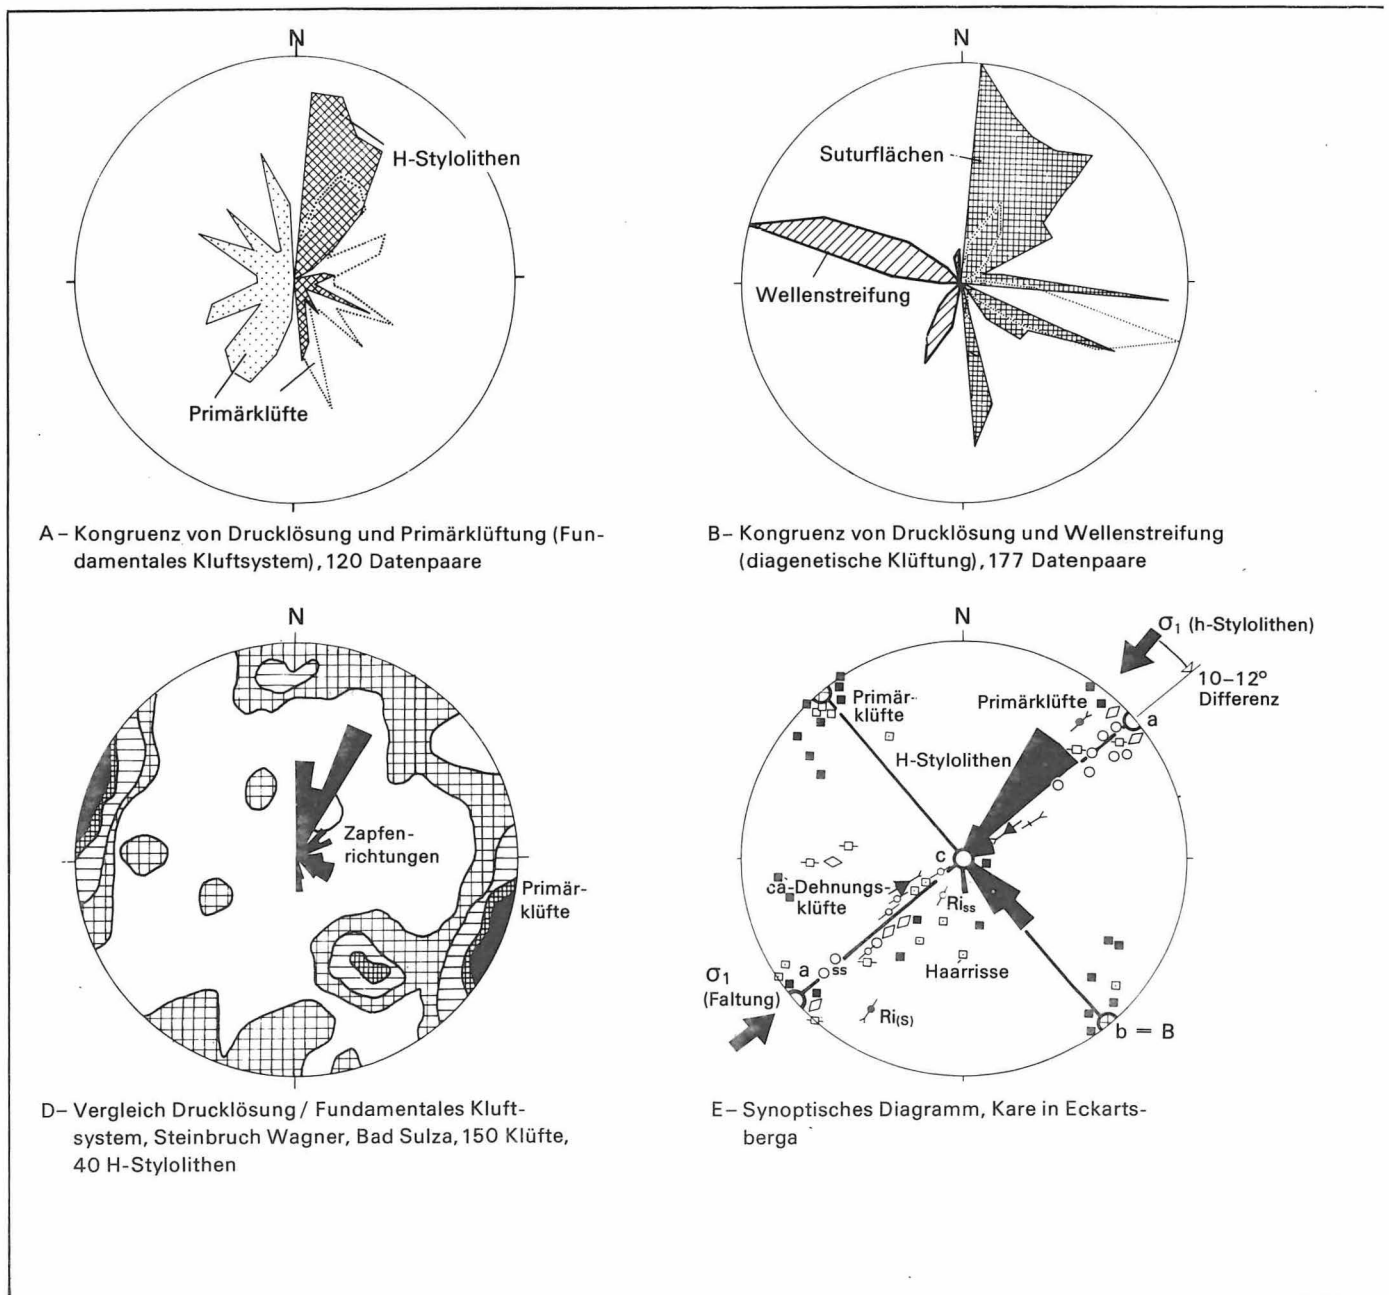 N
H-Stylolithen
Primärklüfte
A – Kongruenz von Drucklösung und Primärklüftung (Fun-
damentales Kluftsystem), 120 Datenpaare
N
Suturflächen
Wellenstreifung
B – Kongruenz von Drucklösung und Wellenstreifung
(diagenetische Klüftung), 177 Datenpaare
N
Zapfen-
richtungen
Primär-
klüfte
D – Vergleich Drucklösung / Fundamentales Kluft-
system, Steinbruch Wagner, Bad Sulza, 150 Klüfte,
40 H-Stylolithen
N
σ1 (h-Stylolithen)
10–12°
Differenz
Primär-
klüfte
Primärklüfte
a
H-Stylolithen
c
ca-Dehnungs-
klüfte
Riss
a
ss
Haarrisse
σ1
(Faltung)
Ri(S)
b = B
E – Synoptisches Diagramm, Kare in Eckarts-
berga